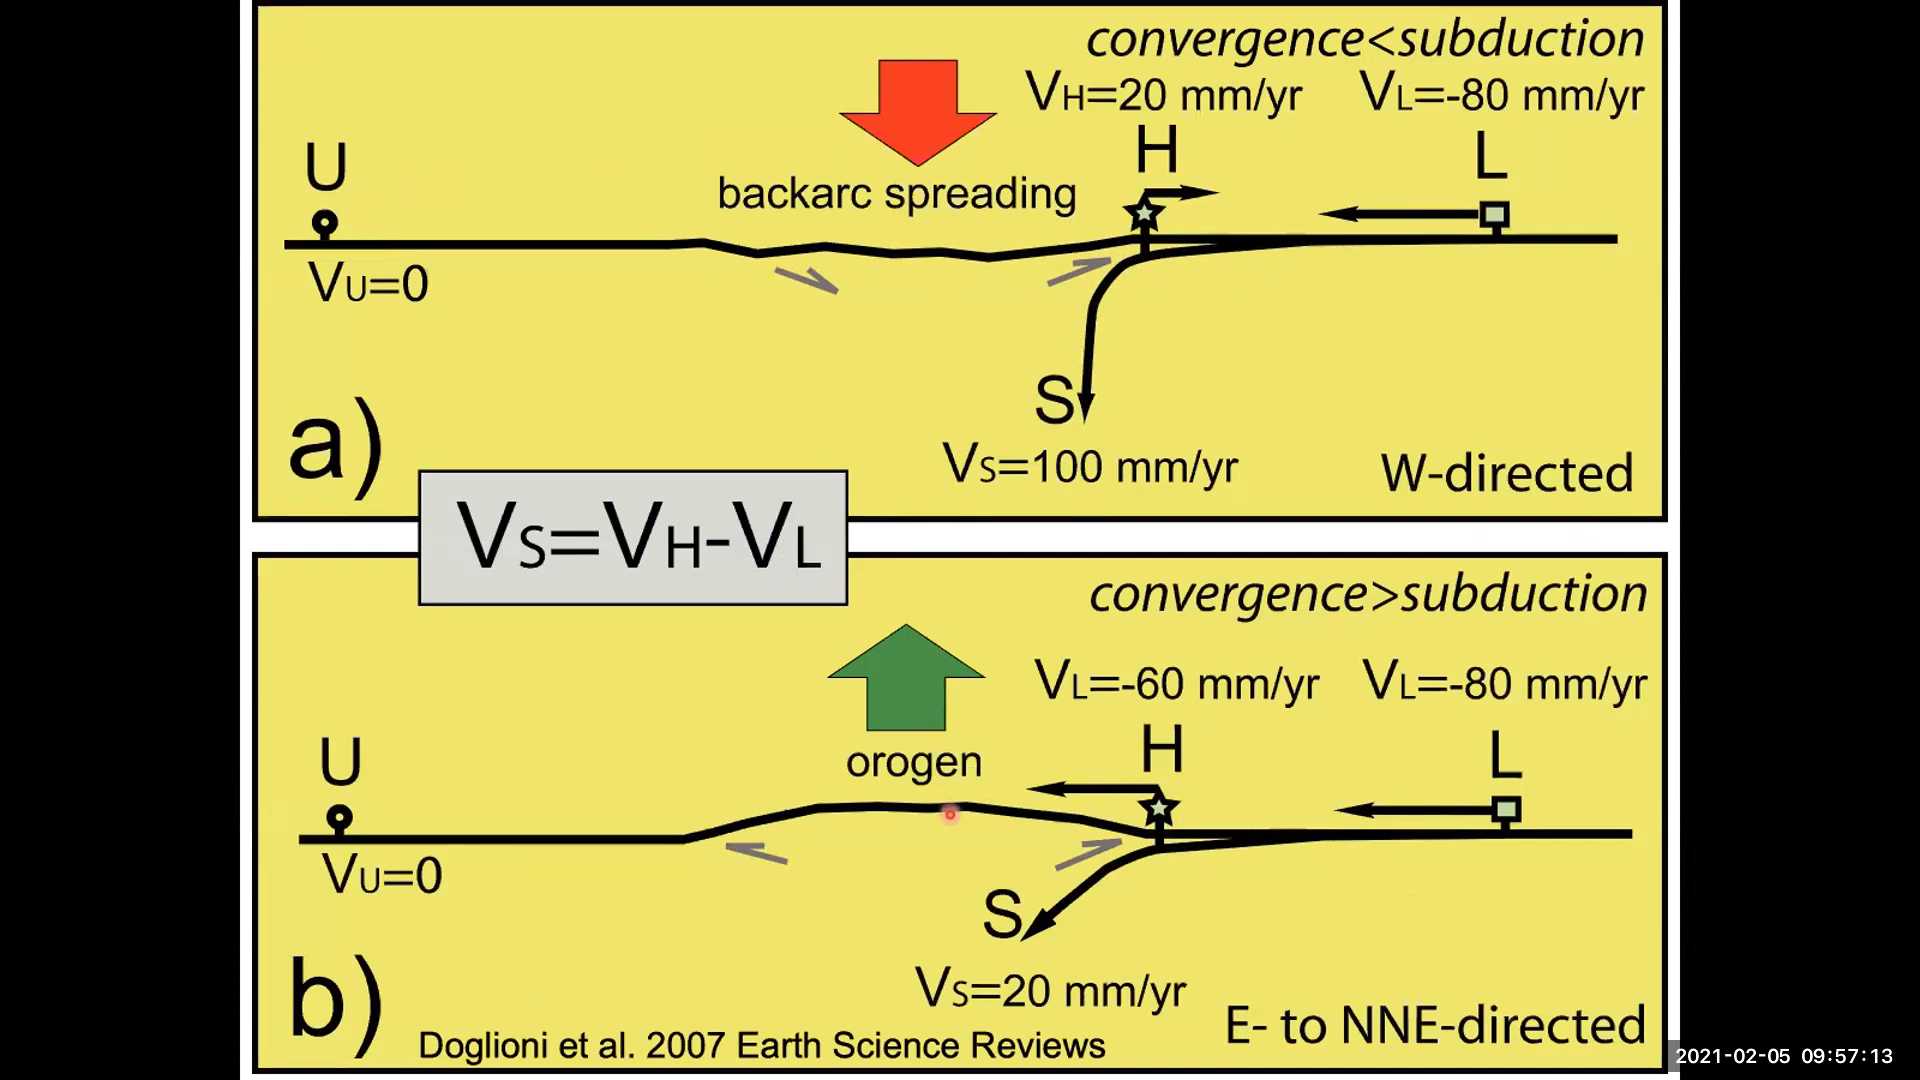 convergence<subduction
VH=20 mm/yr VL=-80 mm/yr
U
H
L
backarc spreading
VU=0
S
VS=100 mm/yr
a)
W-directed
VS=VH-VL
convergence>subduction
VL=-60 mm/yr VL=-80 mm/yr
U
H
L
orogen
VU=0
S
VS=20 mm/yr
b)
E- to NNE-directed
Doglioni et al. 2007 Earth Science Reviews
2021-02-05 09:57:13